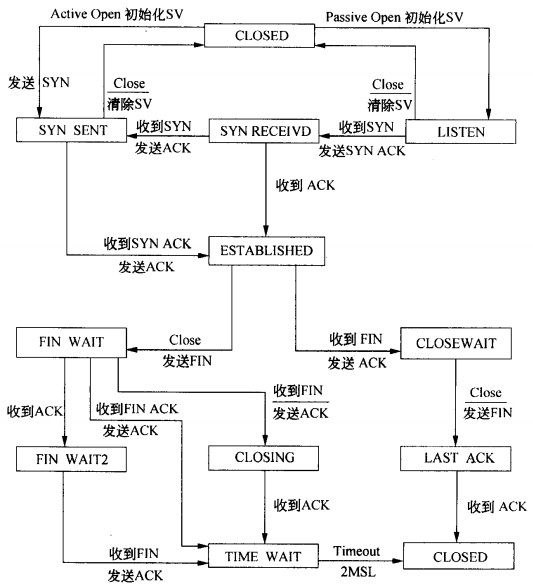 Active Open 初始化SV
CLOSED
Passive Open 初始化SV
发送 SYN
Close
清除SV
Close
清除SV
SYN SENT
收到SYN
发送ACK
SYN RECEIVD
收到SYN
发送SYN ACK
LISTEN
收到 ACK
收到SYN ACK
发送ACK
ESTABLISHED
FIN WAIT
Close
发送FIN
收到 FIN
发送 ACK
CLOSEWAIT
收到ACK
收到FIN ACK
发送ACK
收到FIN
发送ACK
Close
发送FIN
FIN WAIT2
CLOSING
LAST ACK
收到ACK
收到 ACK
收到FIN
发送ACK
TIME WAIT
Timeout
2MSL
CLOSED